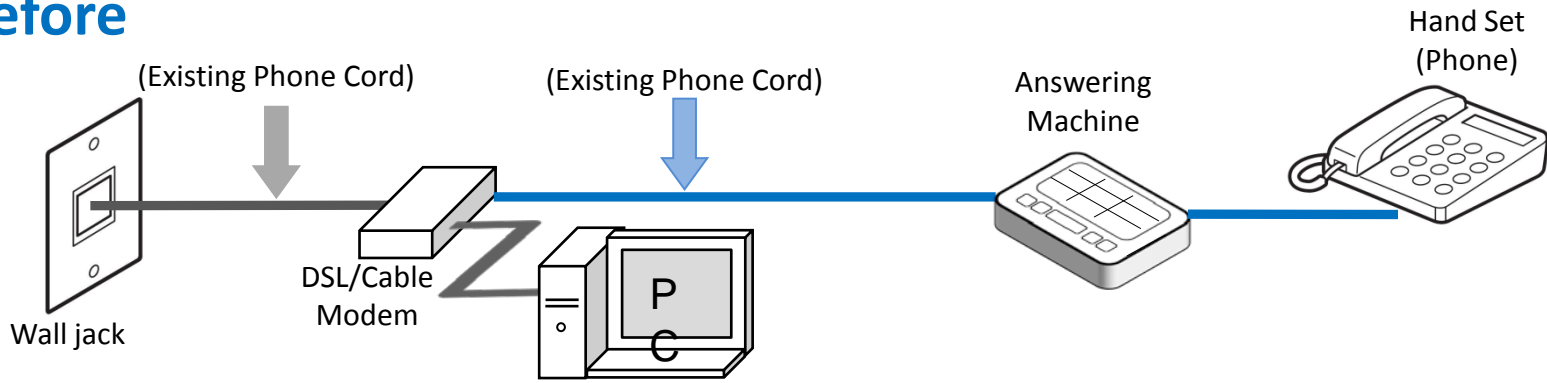 efore
Hand Set
(Phone)
(Existing Phone Cord)
(Existing Phone Cord)
Answering
Machine
DSL/Cable
Modem
P
C
Wall jack